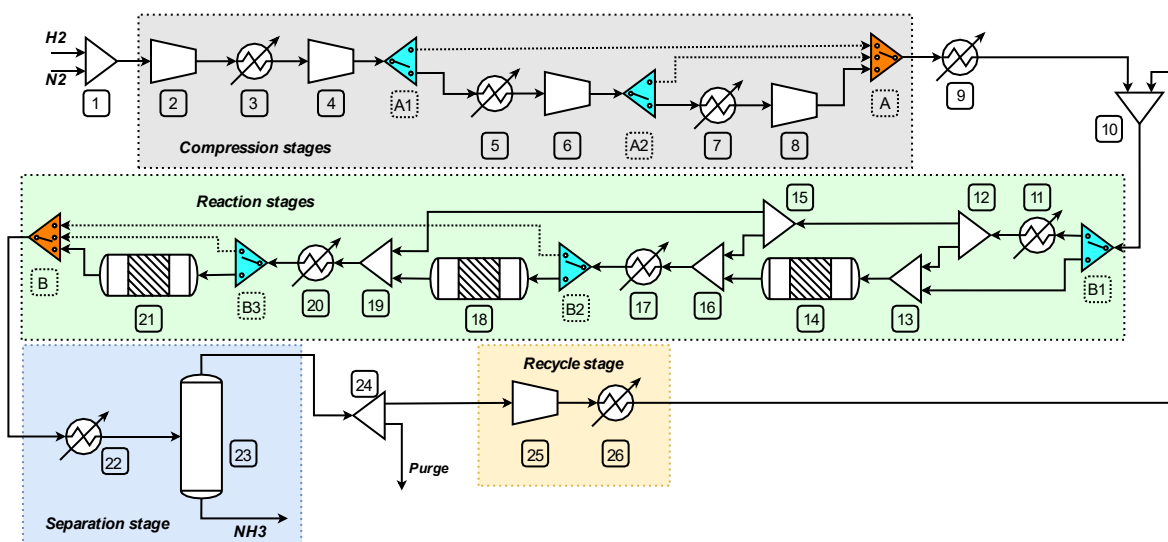 H2
N2
1
2
3
4
A1
5
6
A2
7
8
A
9
10
Compression stages
Reaction stages
15
12
11
B
21
B3
20
19
18
B2
17
16
14
13
B1
Recycle stage
24
22
23
25
26
Purge
Separation stage
NH3